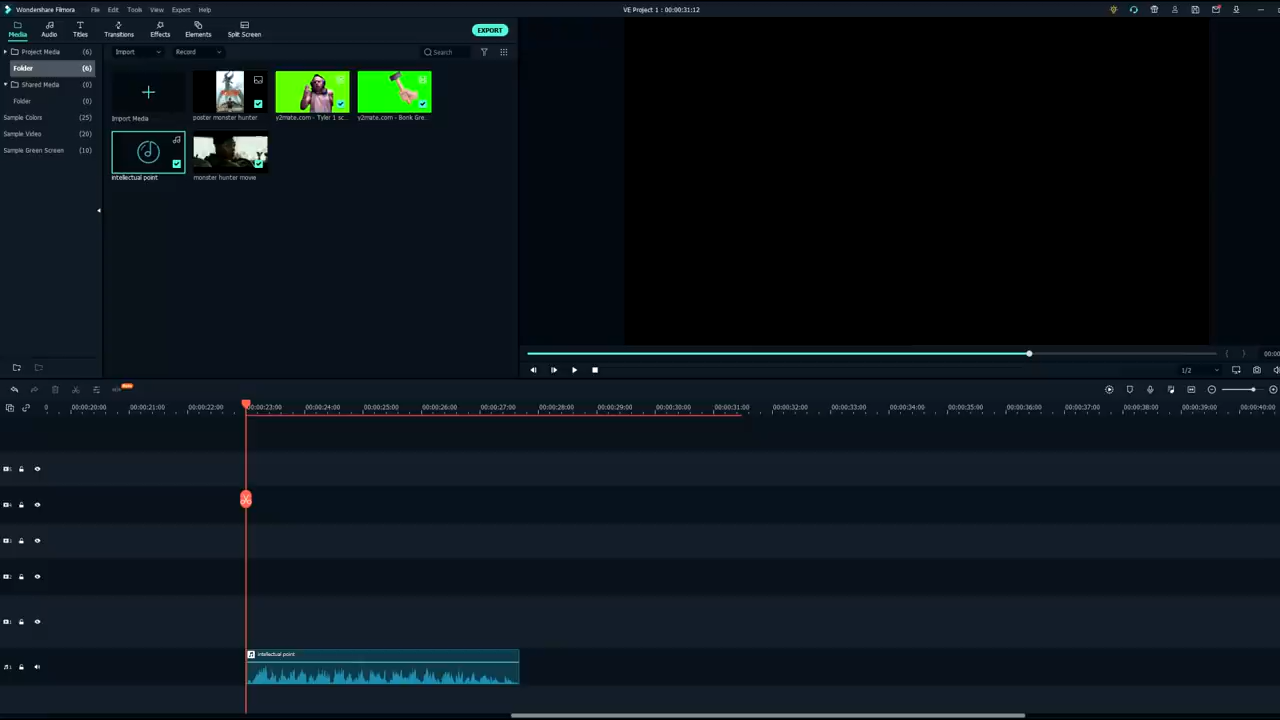 Wondershare Filmora File Edit Tools View Export Help VE Project 1 : 00:00:31:12
Media Audio Titles Transitions Effects Elements Split Screen EXPORT
Project Media (6) Import Record Search
Folder (6)
Shared Media (0)
Folder (0)
Sample Colors (25)
Sample Video (20)
Sample Green Screen (10)
Import Media poster monster hunter y2mate.com - Tyler 1 sc... y2mate.com - Bonk Gre...
intellectual point monster hunter movie
1/2
00:00:20:00 00:00:21:00 00:00:22:00 00:00:23:00 00:00:24:00 00:00:25:00 00:00:26:00 00:00:27:00 00:00:28:00 00:00:29:00 00:00:30:00 00:00:31:00 00:00:32:00 00:00:33:00 00:00:34:00 00:00:35:00 00:00:36:00 00:00:37:00 00:00:38:00 00:00:39:00 00:00:40:00
intellectual point